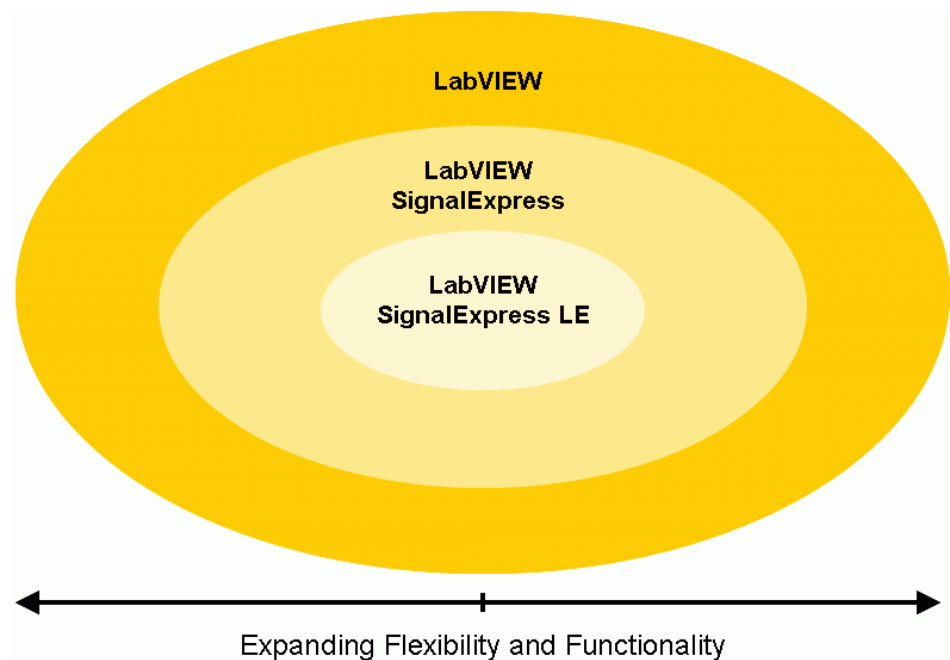 LabVIEW
LabVIEW
SignalExpress
LabVIEW
SignalExpress LE
Expanding Flexibility and Functionality